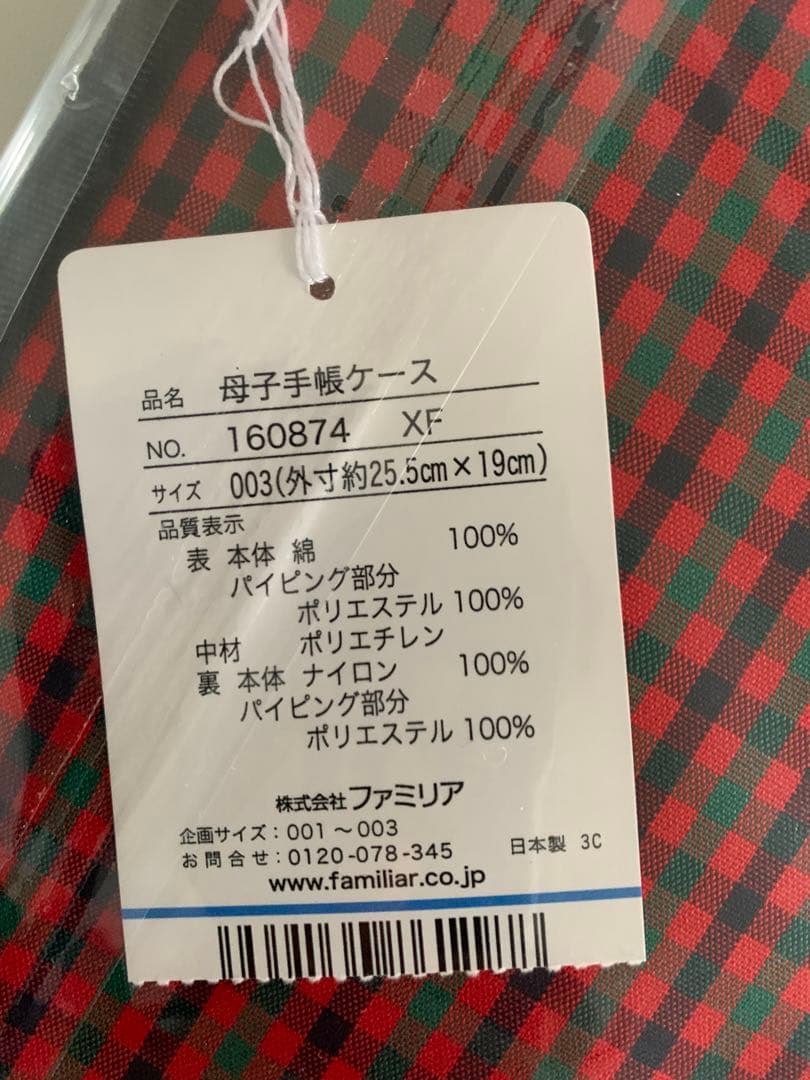 品名 母子手帳ケース
NO. 160874 XF
サイズ 003(外寸約25.5cm×19cm)
品質表示
表 本体 綿 100%
パイピング部分
ポリエステル 100%
中材 ポリエチレン
裏 本体 ナイロン 100%
パイピング部分
ポリエステル 100%
株式会社ファミリア
企画サイズ：001～003
お問合せ：0120-078-345 日本製 3C
www.familiar.co.jp